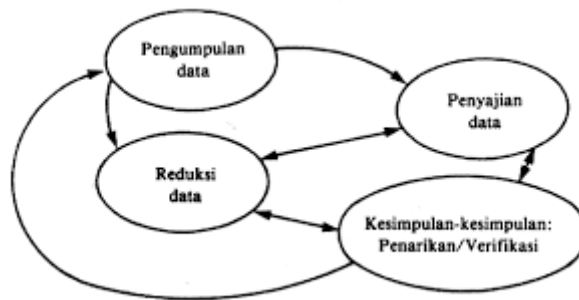 Pengumpulan
data
Penyajian
data
Reduksi
data
Kesimpulan-kesimpulan:
Penarikan/Verifikasi